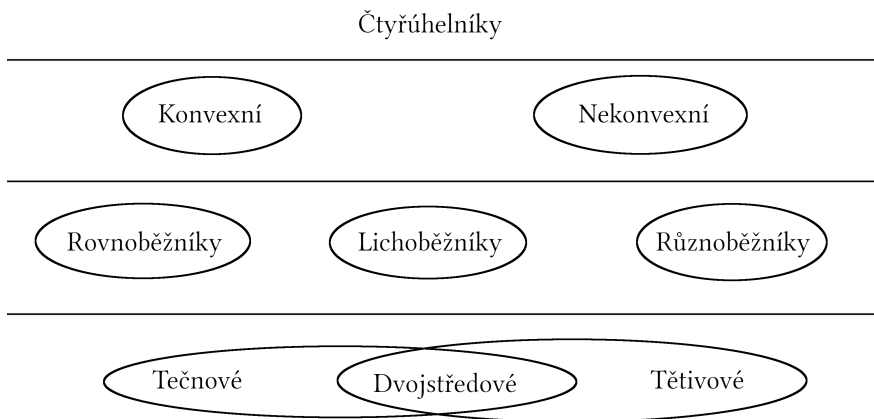 Čtyřúhelníky
Konvexní Nekonvexní
Rovnoběžníky Lichoběžníky Různoběžníky
Tečnové Dvojstředové Tětivové